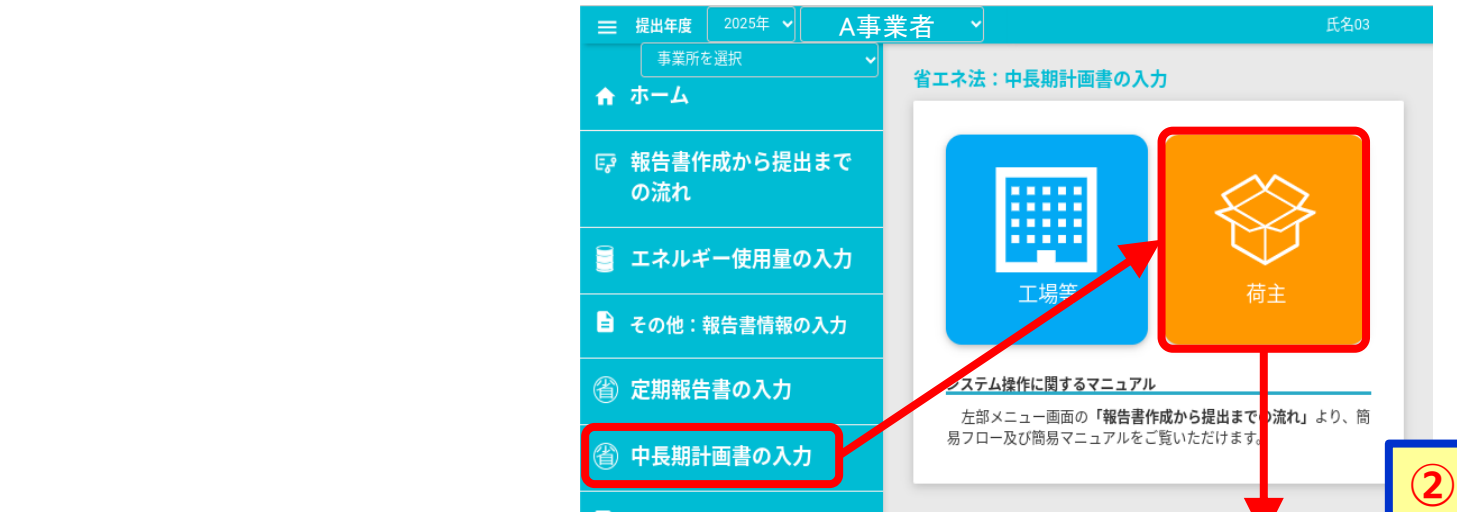 提出年度 2025年 A事業者 氏名03
事業所を選択
ホーム
報告書作成から提出まで
の流れ
エネルギー使用量の入力
その他：報告書情報の入力
省 定期報告書の入力
省 中長期計画書の入力
省エネ法：中長期計画書の入力
工場等
荷主
システム操作に関するマニュアル
左部メニュー画面の「報告書作成から提出までの流れ」より、簡
易フロー及び簡易マニュアルをご覧いただけます。
②